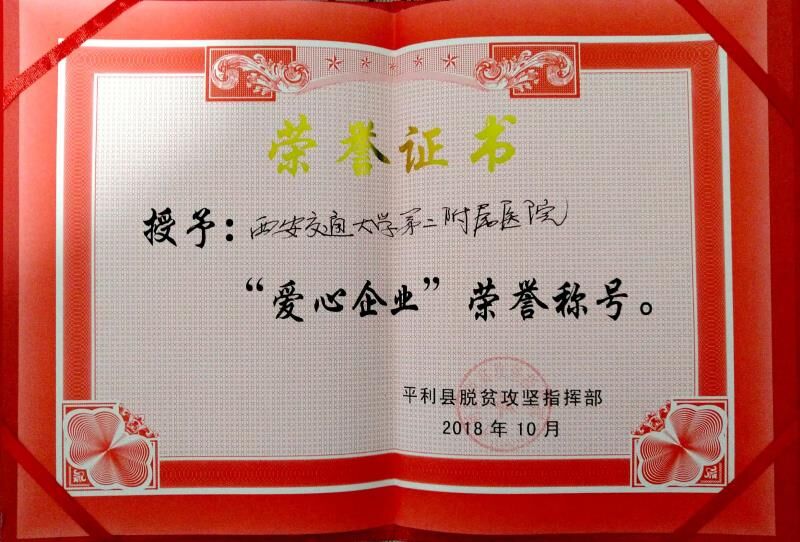 荣誉证书
授予：西安交通大学第二附属医院
“爱心企业”荣誉称号。
平利县脱贫攻坚指挥部
2018年10月